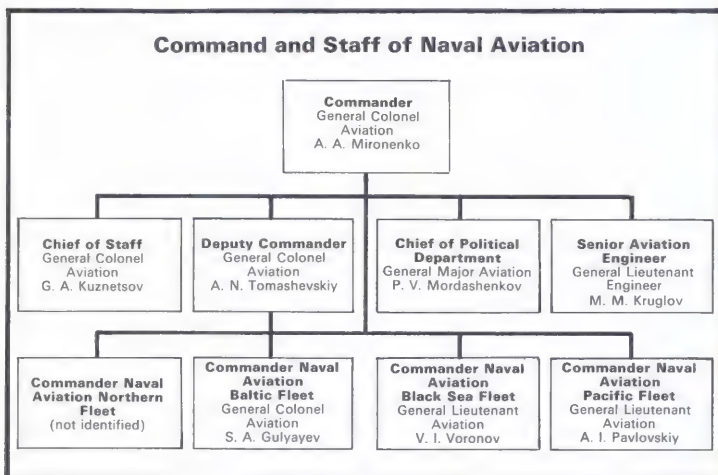 Command and Staff of Naval Aviation
Commander
General Colonel
Aviation
A. A. Mironenko
Chief of Staff
General Colonel
Aviation
G. A. Kuznetsov
Deputy Commander
General Colonel
Aviation
A. N. Tomashevskiy
Chief of Political
Department
General Major Aviation
P. V. Mordashenkov
Senior Aviation
Engineer
General Lieutenant
Engineer
M. M. Kruglov
Commander Naval
Aviation Northern
Fleet
(not identified)
Commander Naval
Aviation
Baltic Fleet
General Colonel
Aviation
S. A. Gulyayev
Commander Naval
Aviation
Black Sea Fleet
General Lieutenant
Aviation
V. I. Voronov
Commander Naval
Aviation
Pacific Fleet
General Lieutenant
Aviation
A. I. Pavlovskiy